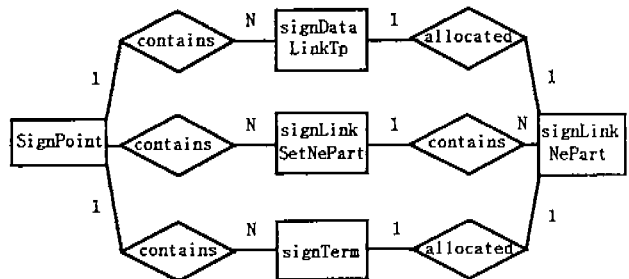 contains
N
signData
LinkTp
1
allocated
1
1
SignPoint
contains
N
signLink
SetNePart
1
contains
N
signLink
NePart
1
contains
N
signTerm
1
allocated
1